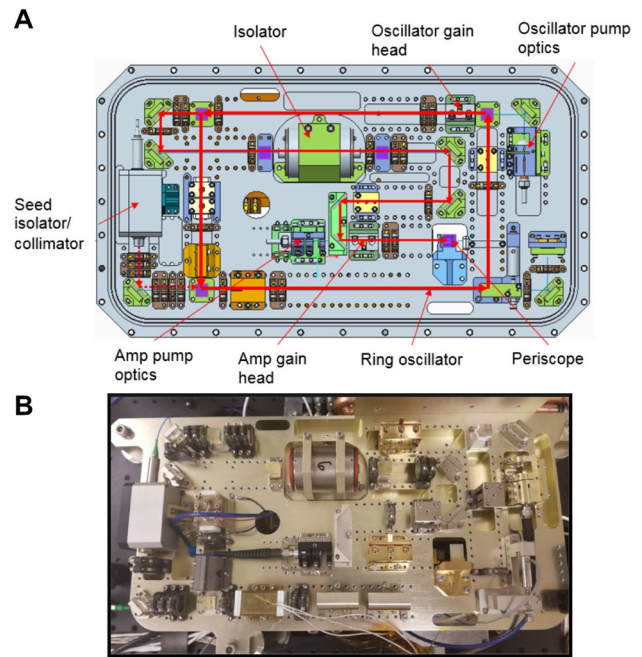 A
Isolator
Oscillator gain
head
Oscillator pump
optics
Seed
isolator/
collimator
Amp pump
optics
Amp gain
head
Ring oscillator
Periscope
B